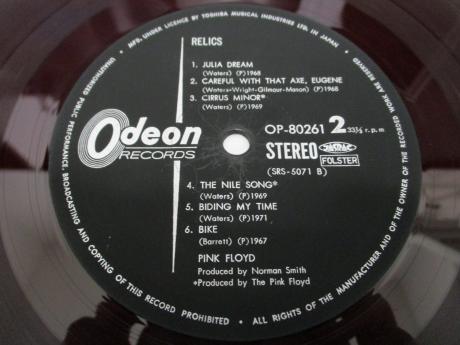 • MFD. UNDER LICENCE BY TOSHIBA MUSICAL INDUSTRIES LTD. IN JAPAN •
UNAUTHORIZED PUBLIC PERFORMANCE, BROADCASTING AND COPYING OF THIS RECORD PROHIBITED • ALL RIGHTS OF THE MANUFACTURER AND OF THE OWNER OF THE RECORDED WORK ARE RESERVED
RELICS
1. JULIA DREAM
(Waters) (P)1968
2. CAREFUL WITH THAT AXE, EUGENE
(Waters-Wright-Gilmour-Mason) (P)1968
3. CIRRUS MINOR*
(Waters) (P)1969
Odeon
RECORDS
OP-80261 2 33⅓ r.p.m
STEREO
FOLSTER
(SRS-5071 B)
4. THE NILE SONG*
(Waters) (P)1969
5. BIDING MY TIME
(Waters) (P)1971
6. BIKE
(Barrett) (P)1967
PINK FLOYD
Produced by Norman Smith
*Produced by The Pink Floyd